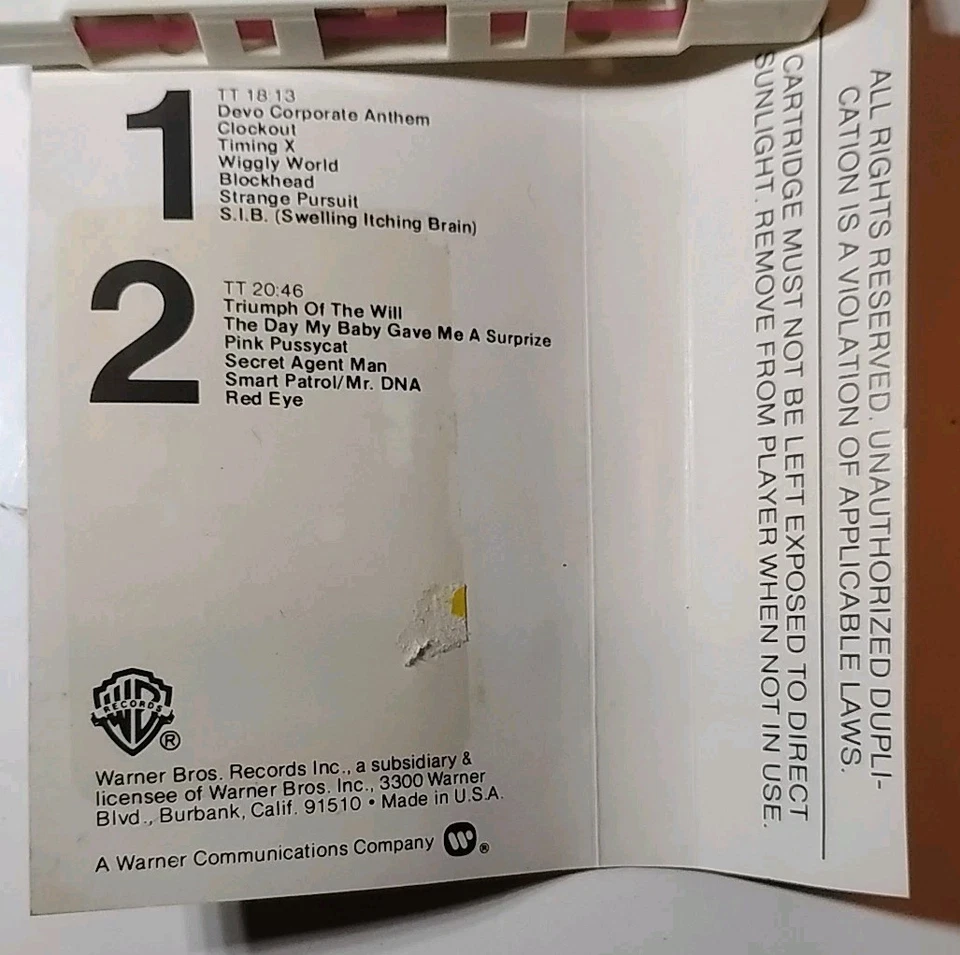 1
TT 18:13
Devo Corporate Anthem
Clockout
Timing X
Wiggly World
Blockhead
Strange Pursuit
S.I.B. (Swelling Itching Brain)
2
TT 20:46
Triumph Of The Will
The Day My Baby Gave Me A Surprize
Pink Pussycat
Secret Agent Man
Smart Patrol/Mr. DNA
Red Eye
WB
RECORDS
®
Warner Bros. Records Inc., a subsidiary &
licensee of Warner Bros. Inc., 3300 Warner
Blvd., Burbank, Calif. 91510 • Made in U.S.A.
A Warner Communications Company W ®
ALL RIGHTS RESERVED. UNAUTHORIZED DUPLI-
CATION IS A VIOLATION OF APPLICABLE LAWS.
CARTRIDGE MUST NOT BE LEFT EXPOSED TO DIRECT
SUNLIGHT. REMOVE FROM PLAYER WHEN NOT IN USE.